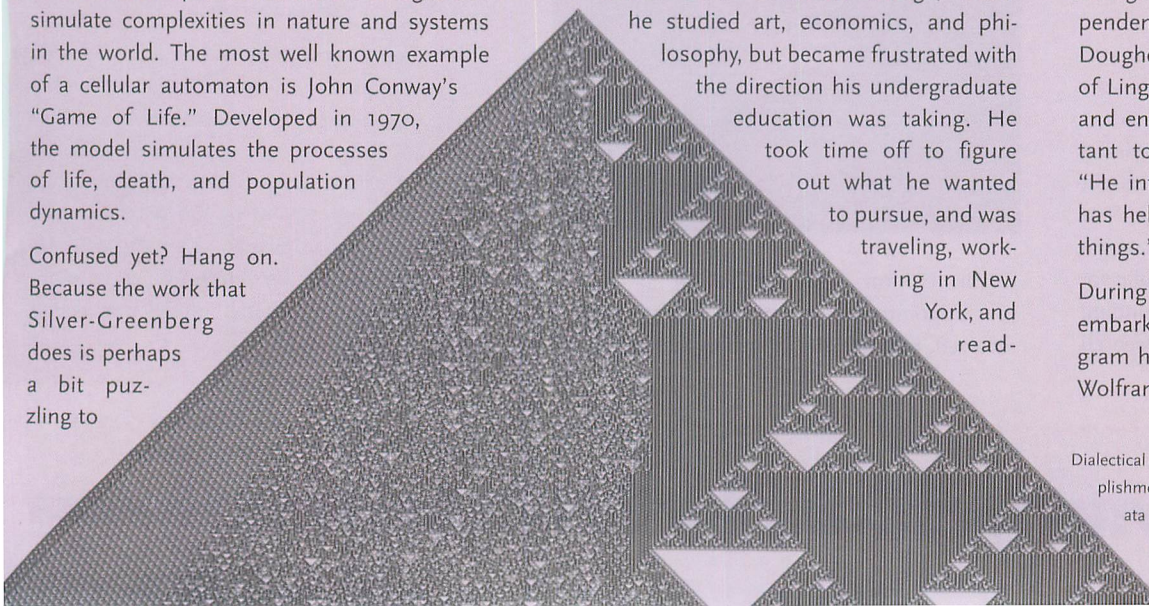 simulate complexities in nature and systems
in the world. The most well known example
of a cellular automaton is John Conway's
“Game of Life.” Developed in 1970,
the model simulates the processes
of life, death, and population
dynamics.
Confused yet? Hang on.
Because the work that
Silver-Greenberg
does is perhaps
a bit puz-
zling to
he studied art, economics, and phi-
losophy, but became frustrated with
the direction his undergraduate
education was taking. He
took time off to figure
out what he wanted
to pursue, and was
traveling, work-
ing in New
York, and
read-
of Ling
and en
tant to
“He in
has hel
things.”
During
embark
gram h
Dialectical
plishm
ata